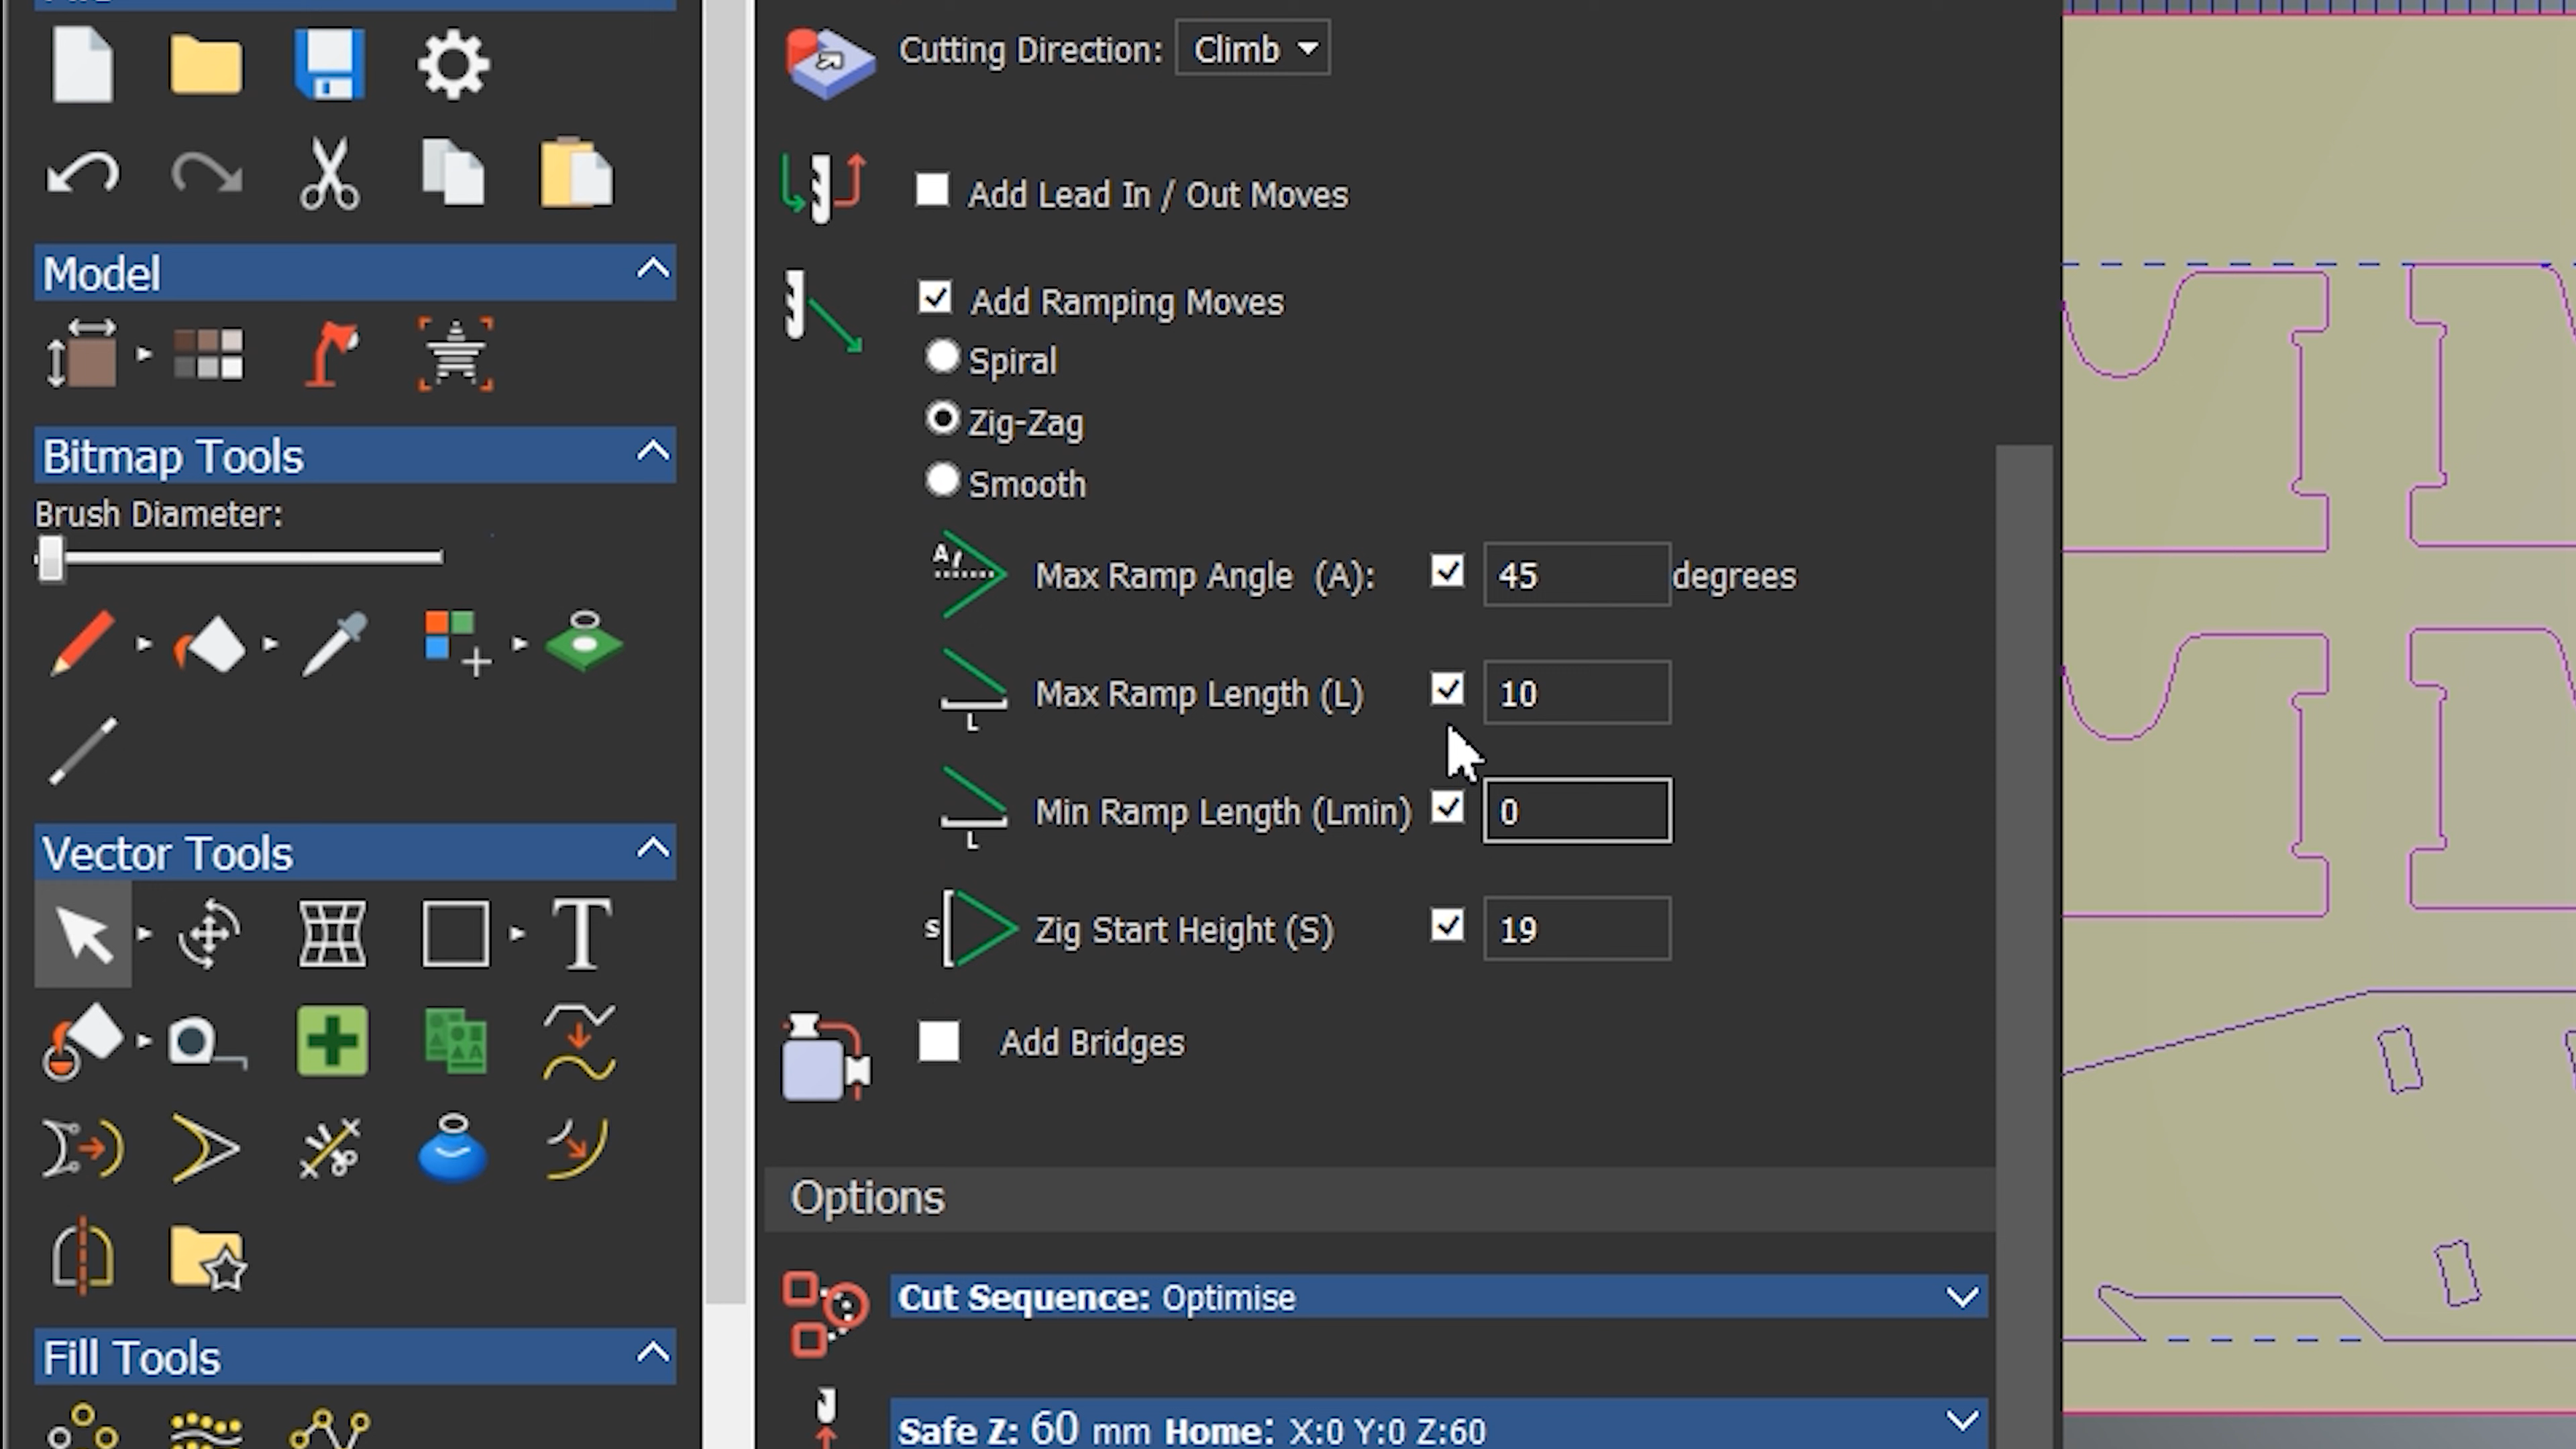 Model
Bitmap Tools
Brush Diameter:
Vector Tools
T
Fill Tools
Cutting Direction: Climb
Add Lead In / Out Moves
Add Ramping Moves
Spiral
Zig-Zag
Smooth
A
Max Ramp Angle (A): 45 degrees
L
Max Ramp Length (L) 10
L
Min Ramp Length (Lmin) 0
S
Zig Start Height (S) 19
Add Bridges
Options
Cut Sequence: Optimise
Safe Z: 60 mm Home: X:0 Y:0 Z:60